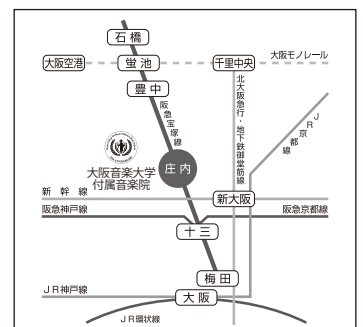 石橋
大阪モノレール
大阪空港
蛍池
千里中央
豊中
阪急宝塚線
北大阪急行・地下鉄御堂筋線
JR京都線
大阪音楽大学
付属音楽院
庄内
新幹線
新大阪
阪急神戸線
阪急京都線
十三
梅田
JR神戸線
大阪
JR環状線